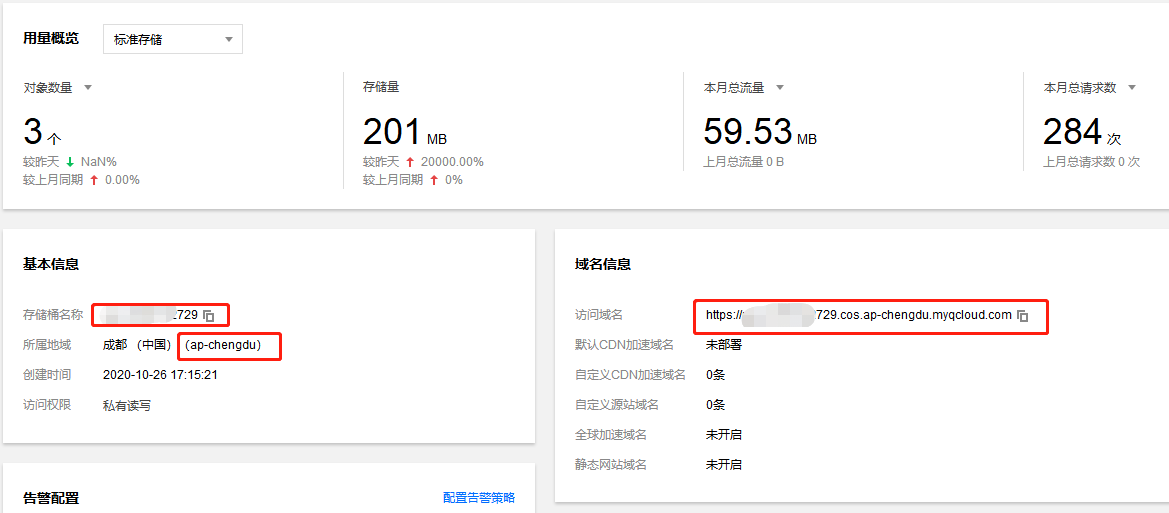 用量概览 标准存储
对象数量 存储量 本月总流量 本月总请求数
3 个 201 MB 59.53 MB 284 次
较昨天 NaN% 较昨天 20000.00% 上月总流量 0 B 上月总请求数 0 次
较上月同期 0.00% 较上月同期 0%
基本信息
存储桶名称 729
所属地域 成都 （中国） （ap-chengdu）
创建时间 2020-10-26 17:15:21
访问权限 私有读写
域名信息
访问域名 https:// 729.cos.ap-chengdu.myqcloud.com
默认CDN加速域名 未部署
自定义CDN加速域名 0条
自定义源站域名 0条
全球加速域名 未开启
静态网站域名 未开启
告警配置 配置告警策略